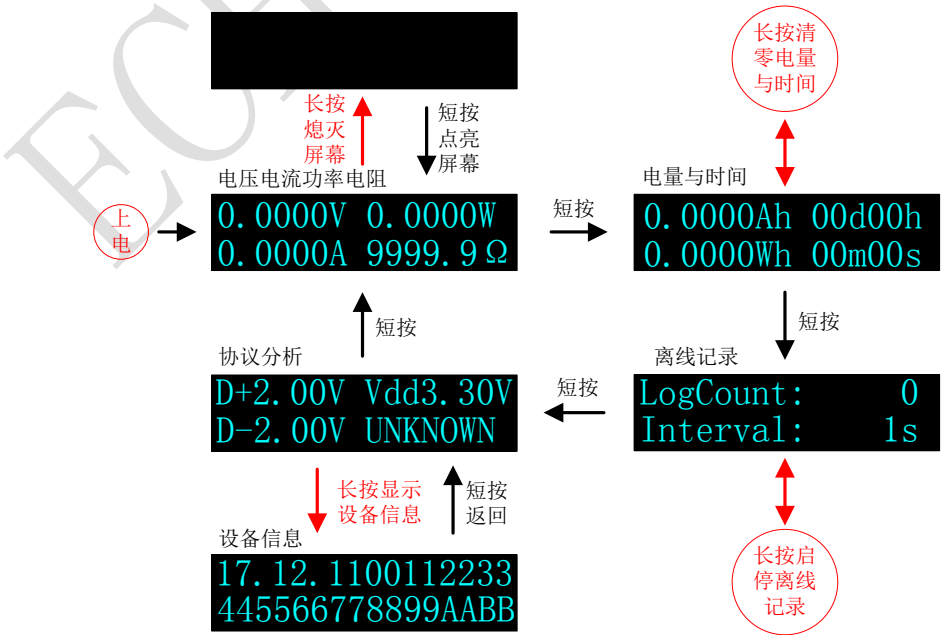 长按清
零电量
与时间
长按
熄灭
屏幕
短按
点亮
屏幕
电压电流功率电阻
电量与时间
上
电
0.0000V 0.0000W
0.0000A 9999.9Ω
短按
0.0000Ah 00d00h
0.0000Wh 00m00s
短按
短按
协议分析
离线记录
D+2.00V Vdd3.30V
D-2.00V UNKNOWN
短按
LogCount: 0
Interval: 1s
长按显示
设备信息
短按
返回
设备信息
17.12.1100112233
445566778899AABB
长按启
停离线
记录